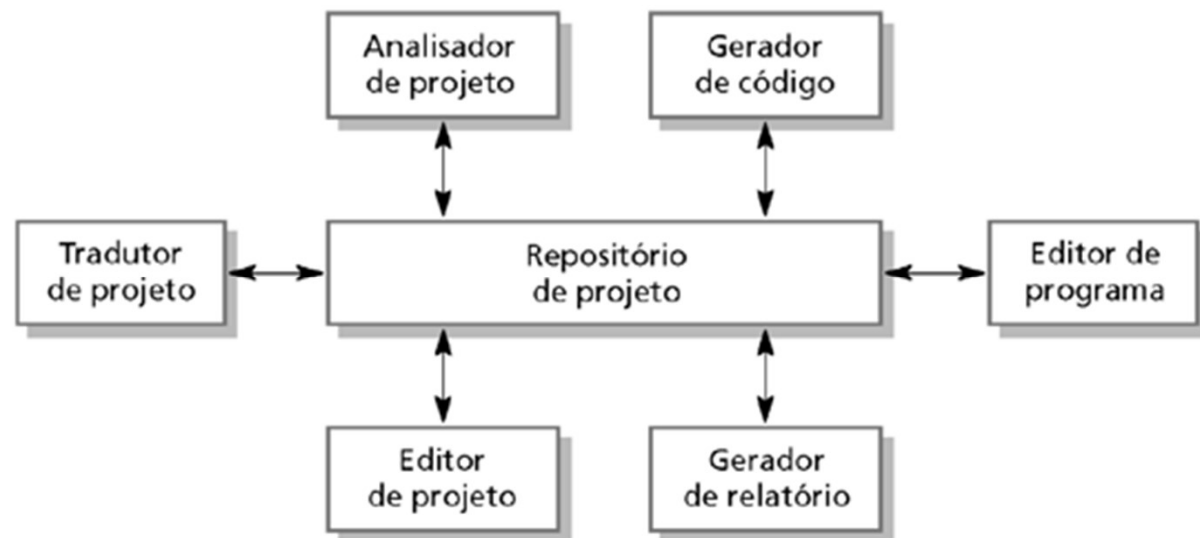 Analisador
de projeto
Gerador
de código
Tradutor
de projeto
Repositório
de projeto
Editor de
programa
Editor
de projeto
Gerador
de relatório